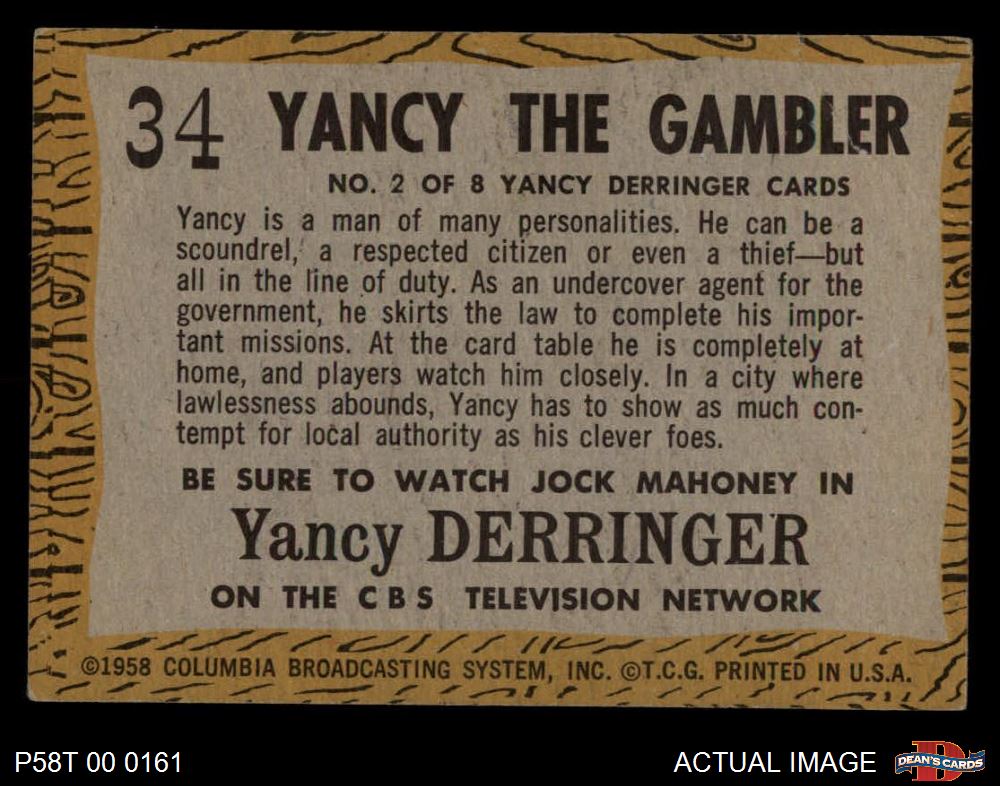 34 YANCY THE GAMBLER
NO. 2 OF 8 YANCY DERRINGER CARDS
Yancy is a man of many personalities. He can be a
scoundrel, a respected citizen or even a thief—but
all in the line of duty. As an undercover agent for the
government, he skirts the law to complete his impor-
tant missions. At the card table he is completely at
home, and players watch him closely. In a city where
lawlessness abounds, Yancy has to show as much con-
tempt for local authority as his clever foes.
BE SURE TO WATCH JOCK MAHONEY IN
Yancy DERRINGER
ON THE CBS TELEVISION NETWORK
©1958 COLUMBIA BROADCASTING SYSTEM, INC. ©T.C.G. PRINTED IN U.S.A.
P58T 00 0161
ACTUAL IMAGE
D
DEAN'S CARDS